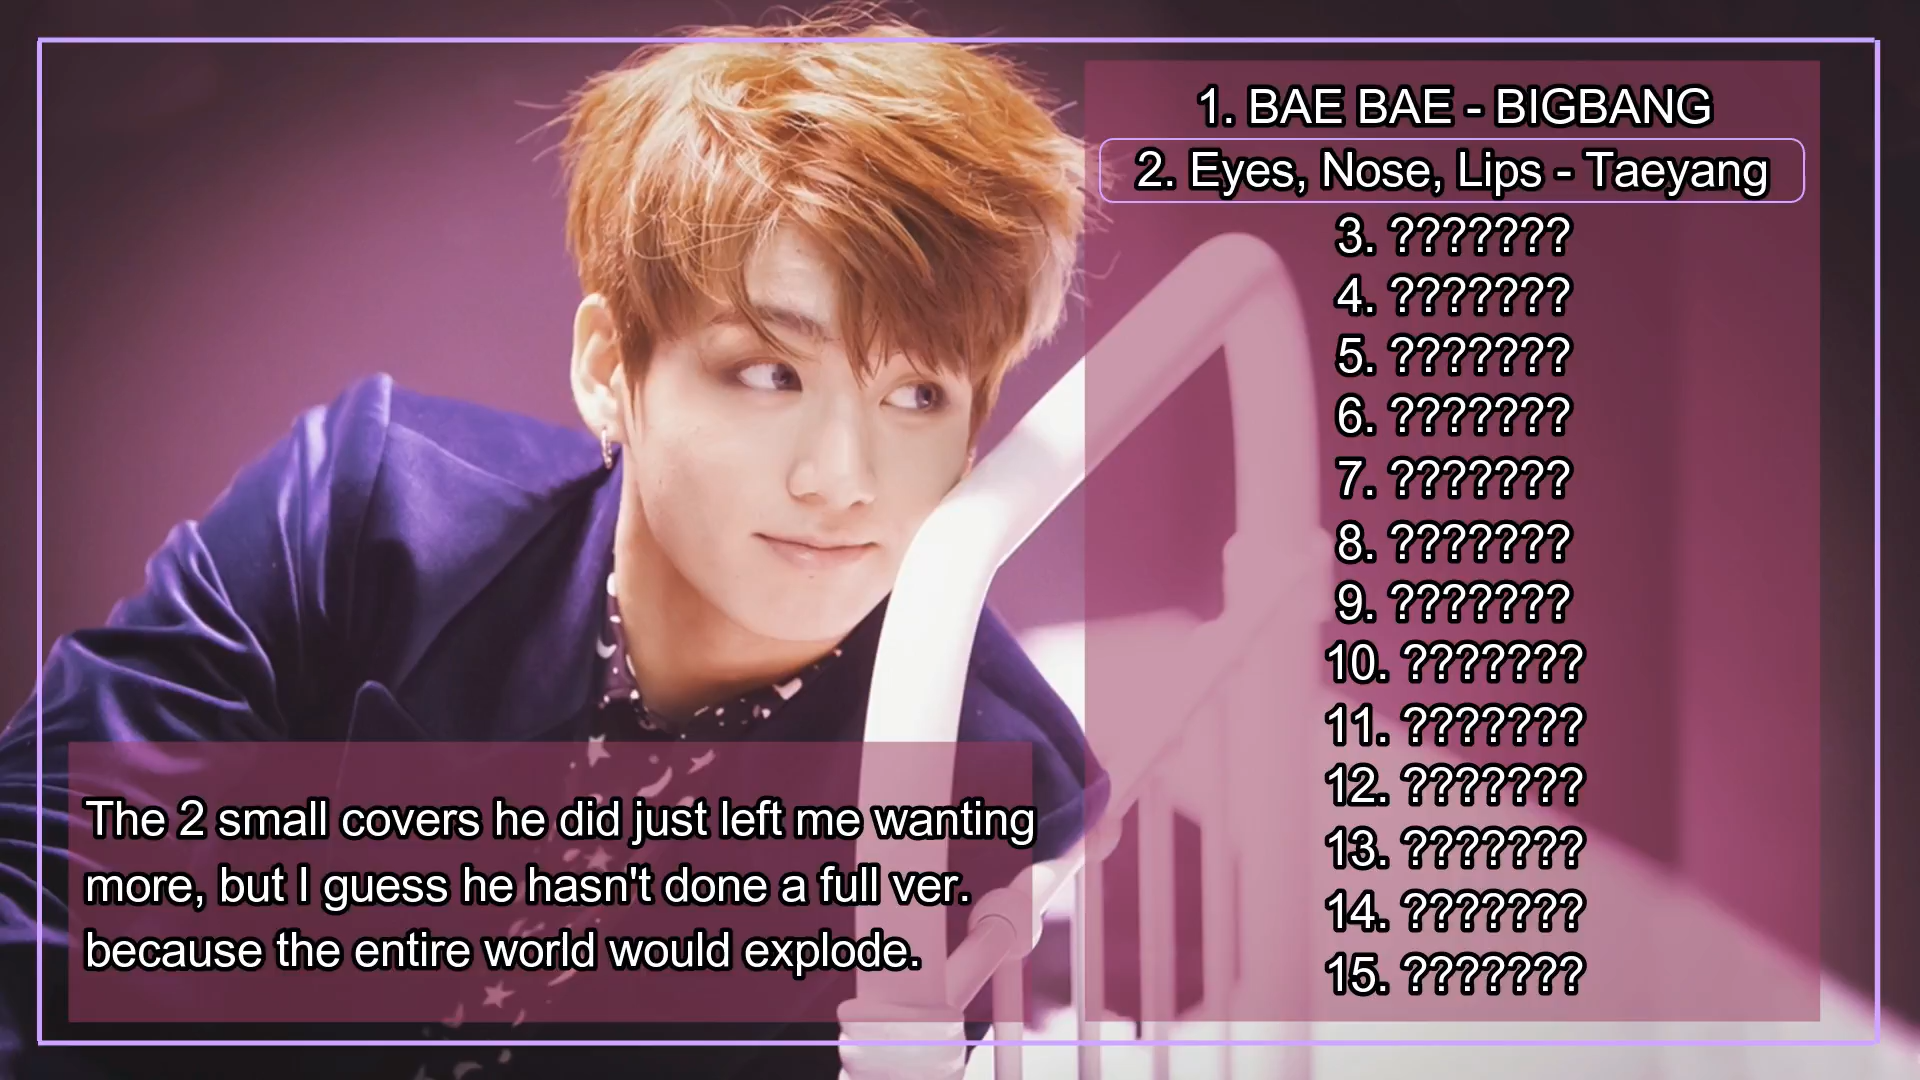 1. BAE BAE - BIGBANG
2. Eyes, Nose, Lips - Taeyang
3. ???????
4. ???????
5. ???????
6. ???????
7. ???????
8. ???????
9. ???????
10. ???????
11. ???????
12. ???????
13. ???????
14. ???????
15. ???????
The 2 small covers he did just left me wanting
more, but I guess he hasn't done a full ver.
because the entire world would explode.